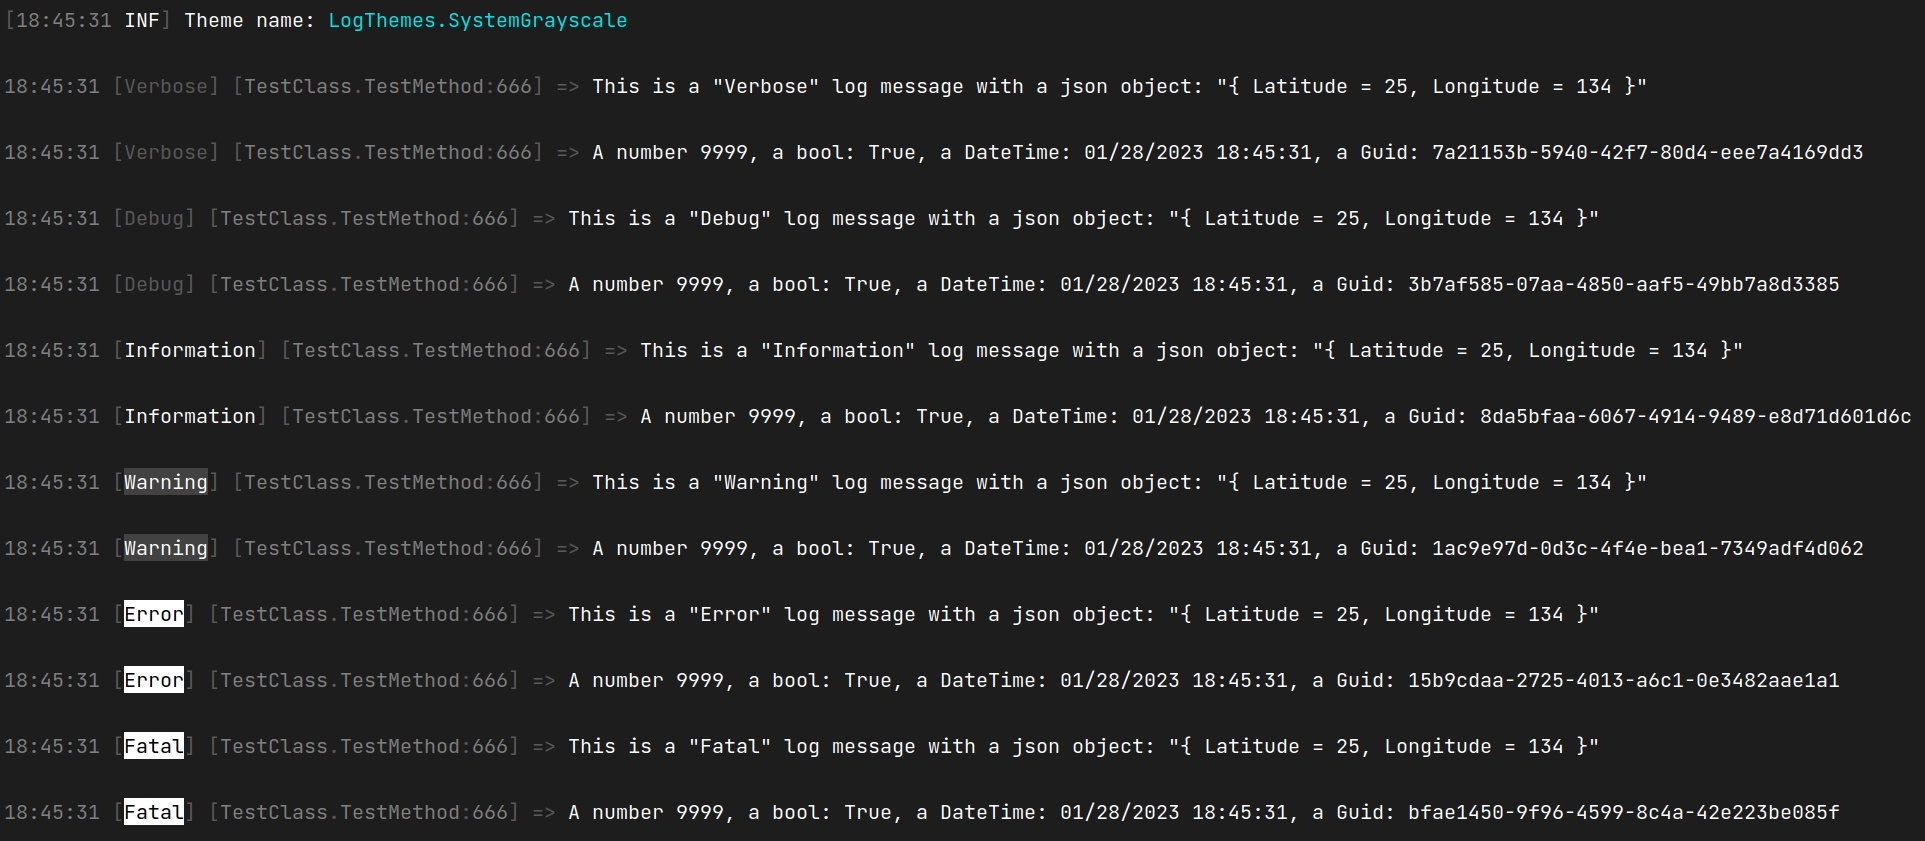 [18:45:31 INF] Theme name: LogThemes.SystemGrayscale
18:45:31 [Verbose] [TestClass.TestMethod:666] => This is a "Verbose" log message with a json object: "{ Latitude = 25, Longitude = 134 }"
18:45:31 [Verbose] [TestClass.TestMethod:666] => A number 9999, a bool: True, a DateTime: 01/28/2023 18:45:31, a Guid: 7a21153b-5940-42f7-80d4-eee7a4169dd3
18:45:31 [Debug] [TestClass.TestMethod:666] => This is a "Debug" log message with a json object: "{ Latitude = 25, Longitude = 134 }"
18:45:31 [Debug] [TestClass.TestMethod:666] => A number 9999, a bool: True, a DateTime: 01/28/2023 18:45:31, a Guid: 3b7af585-07aa-4850-aaf5-49bb7a8d3385
18:45:31 [Information] [TestClass.TestMethod:666] => This is a "Information" log message with a json object: "{ Latitude = 25, Longitude = 134 }"
18:45:31 [Information] [TestClass.TestMethod:666] => A number 9999, a bool: True, a DateTime: 01/28/2023 18:45:31, a Guid: 8da5bfaa-6067-4914-9489-e8d71d601d6c
18:45:31 [Warning] [TestClass.TestMethod:666] => This is a "Warning" log message with a json object: "{ Latitude = 25, Longitude = 134 }"
18:45:31 [Warning] [TestClass.TestMethod:666] => A number 9999, a bool: True, a DateTime: 01/28/2023 18:45:31, a Guid: 1ac9e97d-0d3c-4f4e-bea1-7349adf4d062
18:45:31 [Error] [TestClass.TestMethod:666] => This is a "Error" log message with a json object: "{ Latitude = 25, Longitude = 134 }"
18:45:31 [Error] [TestClass.TestMethod:666] => A number 9999, a bool: True, a DateTime: 01/28/2023 18:45:31, a Guid: 15b9cdaa-2725-4013-a6c1-0e3482aae1a1
18:45:31 [Fatal] [TestClass.TestMethod:666] => This is a "Fatal" log message with a json object: "{ Latitude = 25, Longitude = 134 }"
18:45:31 [Fatal] [TestClass.TestMethod:666] => A number 9999, a bool: True, a DateTime: 01/28/2023 18:45:31, a Guid: bfae1450-9f96-4599-8c4a-42e223be085f